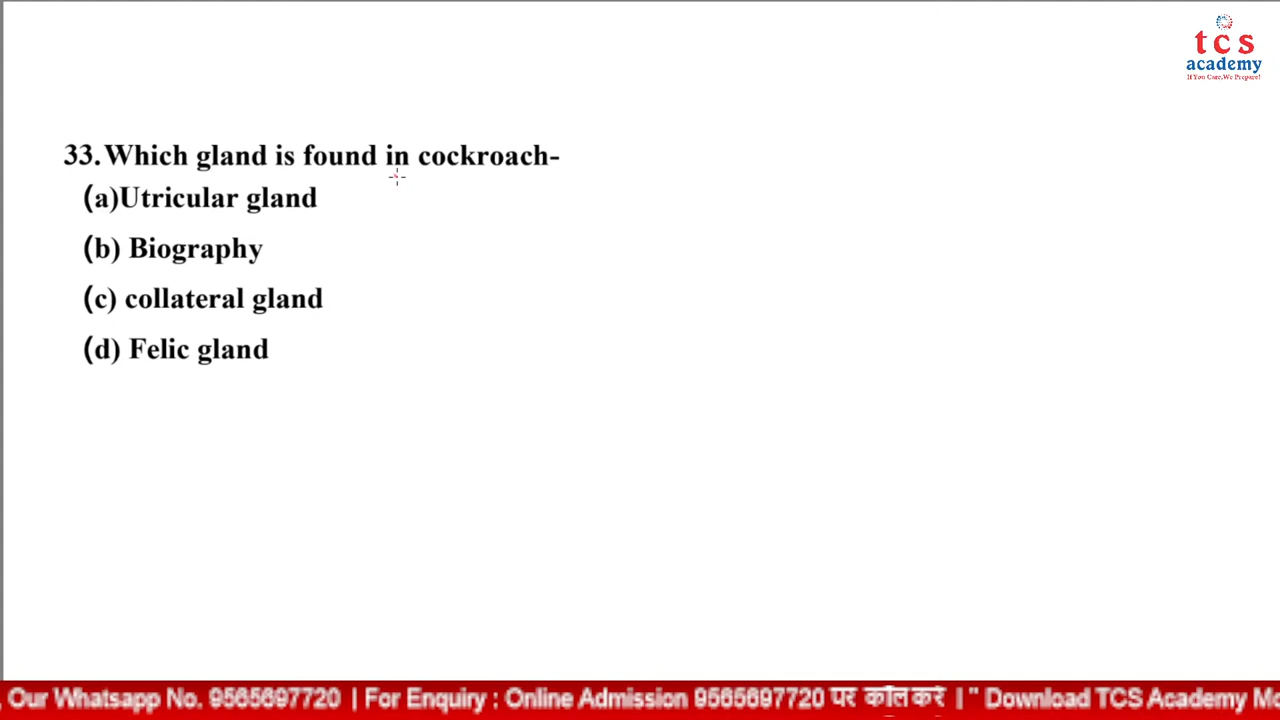 tcs
academy
If You Care,We Prepare!
33.Which gland is found in cockroach-
(a)Utricular gland
(b) Biography
(c) collateral gland
(d) Felic gland
Our Whatsapp No. 9565697720 | For Enquiry : Online Admission 9565697720 पर कॉल करें | " Download TCS Academy Mo